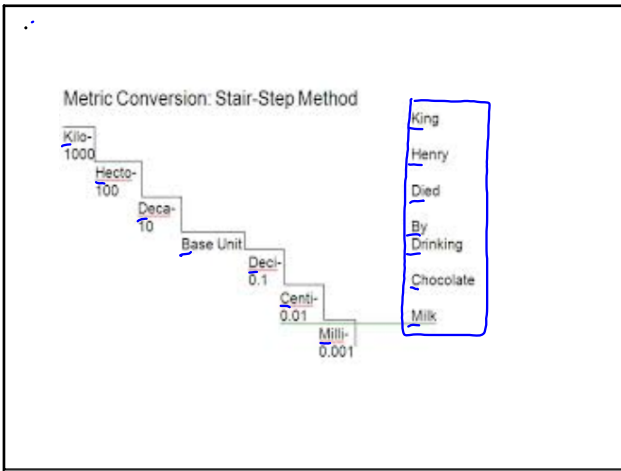 Metric Conversion: Stair-Step Method
Kilo-
1000
Hecto-
100
Deca-
10
Base Unit
Deci-
0.1
Centi-
0.01
Milli-
0.001
King
Henry
Died
By
Drinking
Chocolate
Milk